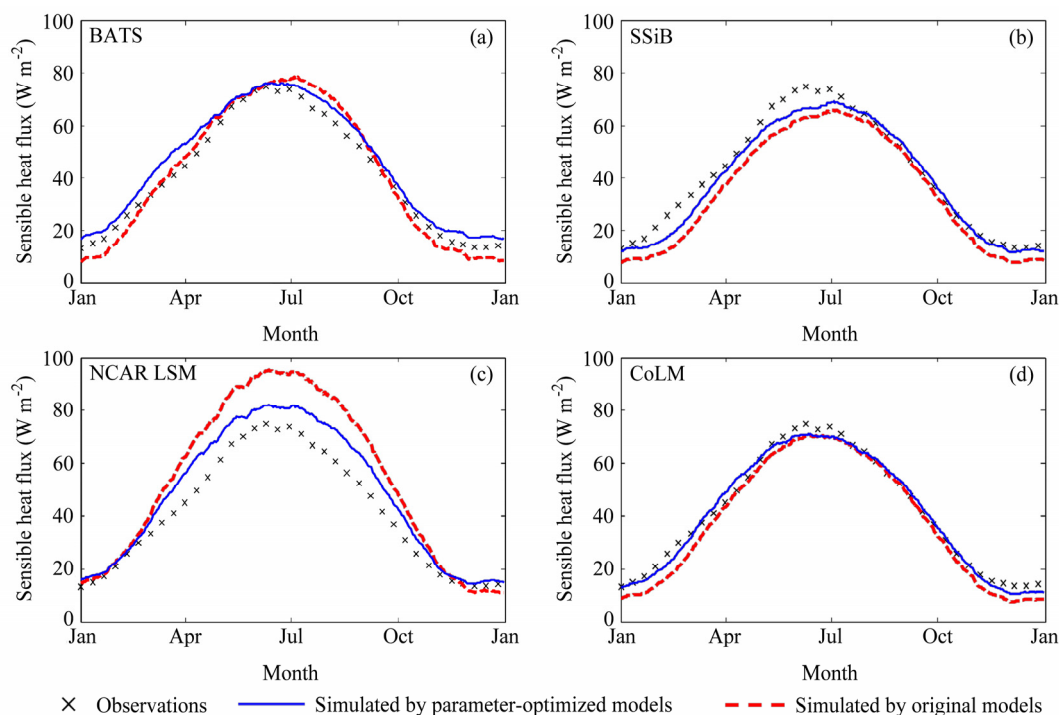 BATS
(a)
Sensible heat flux (W m⁻²)
100
80
60
40
20
0
Jan
Apr
Jul
Oct
Jan
Month
SSiB
(b)
Sensible heat flux (W m⁻²)
100
80
60
40
20
0
Jan
Apr
Jul
Oct
Jan
Month
NCAR LSM
(c)
Sensible heat flux (W m⁻²)
100
80
60
40
20
0
Jan
Apr
Jul
Oct
Jan
Month
CoLM
(d)
Sensible heat flux (W m⁻²)
100
80
60
40
20
0
Jan
Apr
Jul
Oct
Jan
Month
Observations
Simulated by parameter-optimized models
Simulated by original models